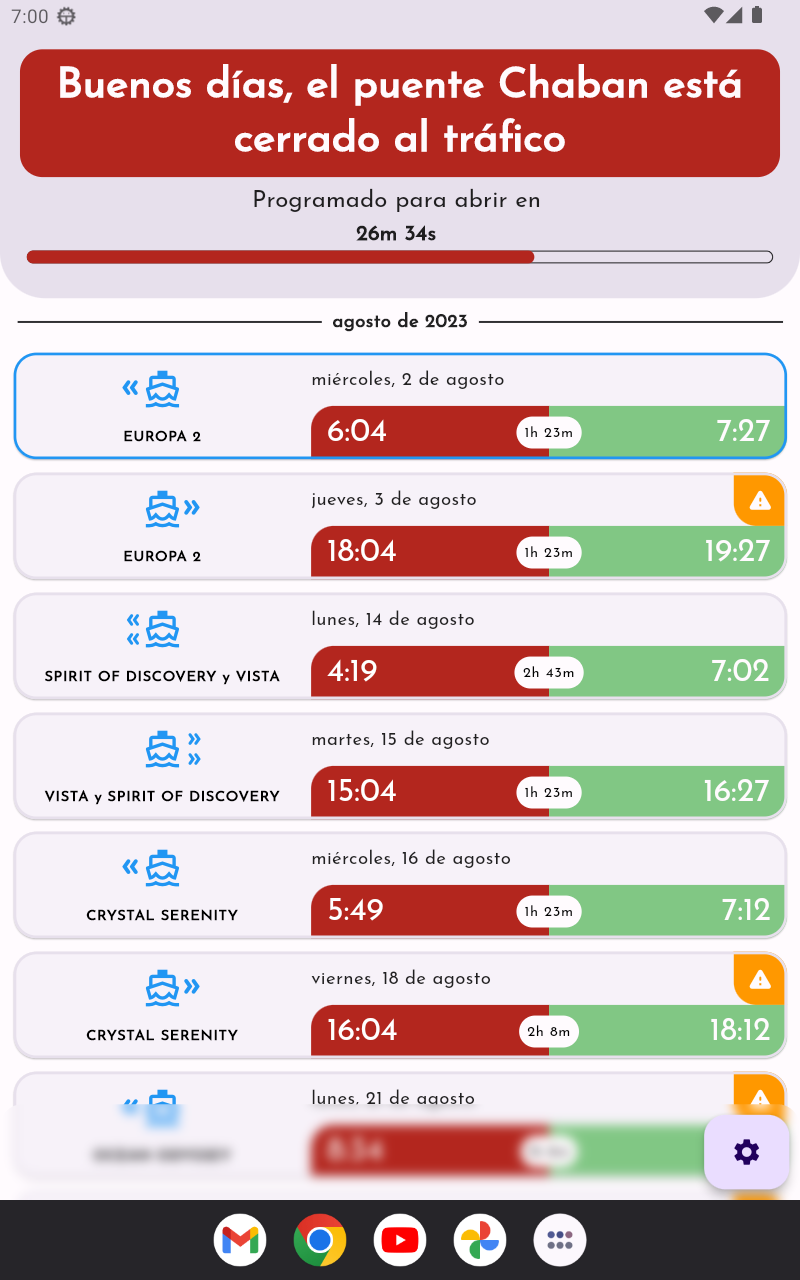 7:00
Buenos días, el puente Chaban está
cerrado al tráfico
Programado para abrir en
26m 34s
agosto de 2023
miércoles, 2 de agosto
EUROPA 2
6:04 1h 23m 7:27
jueves, 3 de agosto
EUROPA 2
18:04 1h 23m 19:27
lunes, 14 de agosto
SPIRIT OF DISCOVERY y VISTA
4:19 2h 43m 7:02
martes, 15 de agosto
VISTA y SPIRIT OF DISCOVERY
15:04 1h 23m 16:27
miércoles, 16 de agosto
CRYSTAL SERENITY
5:49 1h 23m 7:12
viernes, 18 de agosto
CRYSTAL SERENITY
16:04 2h 8m 18:12
lunes, 21 de agosto